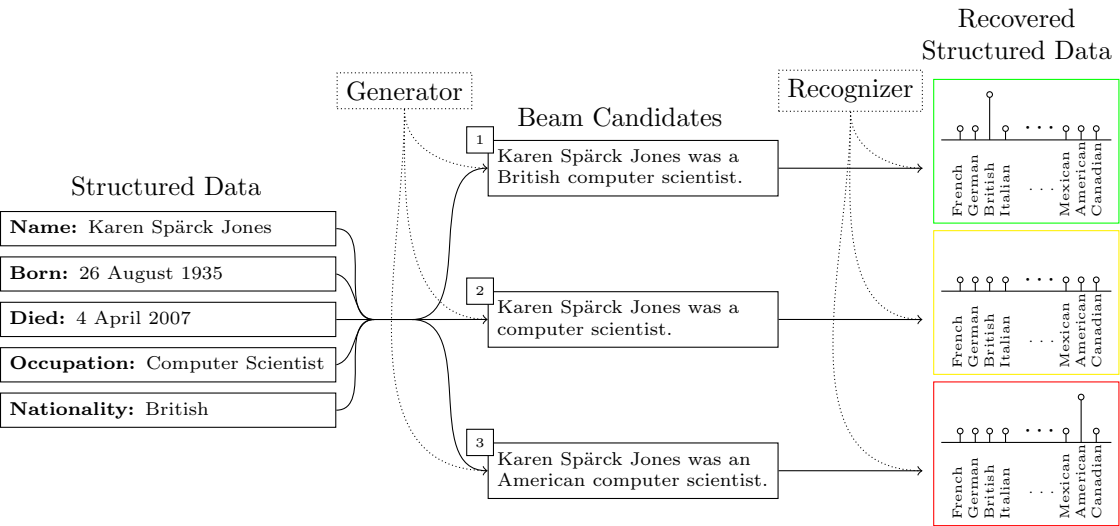 Recovered
Structured Data
Generator
Recognizer
Beam Candidates
Structured Data
Name: Karen Spärck Jones
Born: 26 August 1935
Died: 4 April 2007
Occupation: Computer Scientist
Nationality: British
1
Karen Spärck Jones was a
British computer scientist.
2
Karen Spärck Jones was a
computer scientist.
3
Karen Spärck Jones was an
American computer scientist.
· · ·
French
German
British
Italian
· · ·
Mexican
American
Canadian
· · ·
French
German
British
Italian
· · ·
Mexican
American
Canadian
· · ·
French
German
British
Italian
· · ·
Mexican
American
Canadian